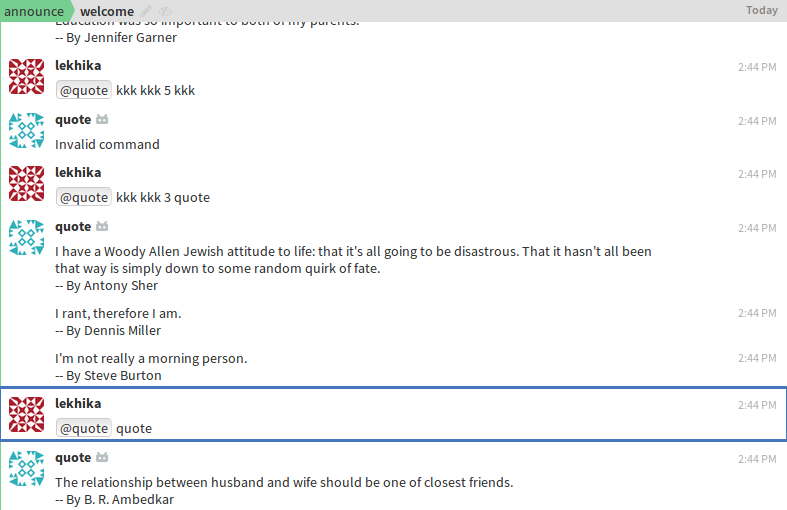 announce welcome Today
Education was so important to both of my parents.
-- By Jennifer Garner
lekhika 2:44 PM
@quote kkk kkk 5 kkk
quote 2:44 PM
Invalid command
lekhika 2:44 PM
@quote kkk kkk 3 quote
quote 2:44 PM
I have a Woody Allen Jewish attitude to life: that it's all going to be disastrous. That it hasn't all been
that way is simply down to some random quirk of fate.
-- By Antony Sher
I rant, therefore I am. 2:44 PM
-- By Dennis Miller
I'm not really a morning person. 2:44 PM
-- By Steve Burton
lekhika 2:44 PM
@quote quote
quote 2:44 PM
The relationship between husband and wife should be one of closest friends.
-- By B. R. Ambedkar